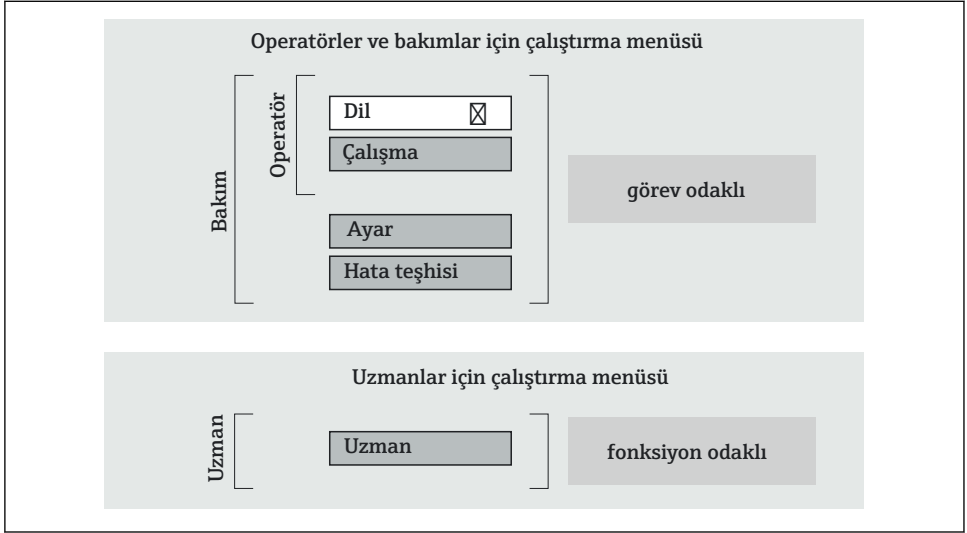 Operatörler ve bakımlar için çalıştırma menüsü
Bakım
Operatör
Dil
Çalışma
Ayar
Hata teşhisi
görev odaklı
Uzmanlar için çalıştırma menüsü
Uzman
Uzman
fonksiyon odaklı